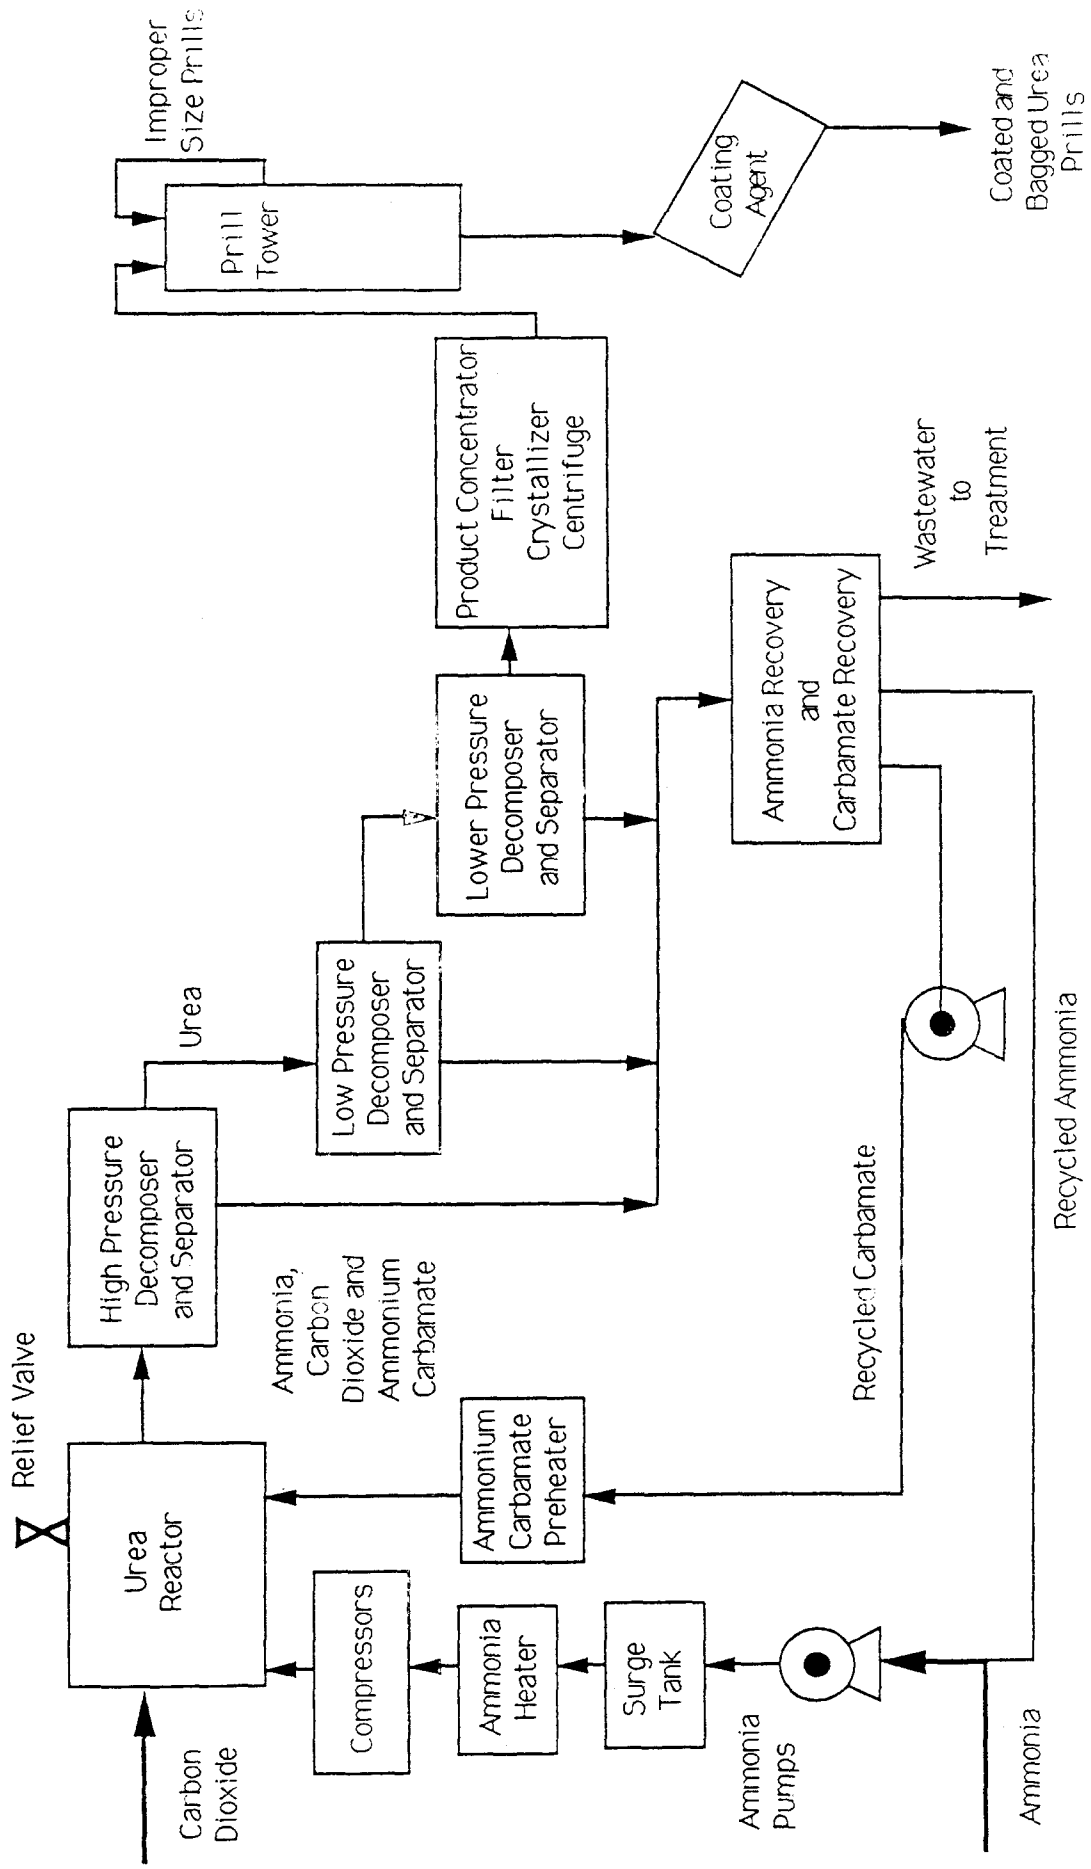 Relief Valve
Urea
Reactor
Carbon
Dioxide
Compressors
Ammonia
Heater
Surge
Tank
Ammonia
Pumps
Ammonia
Ammonium
Carbamate
Preheater
High Pressure
Decomposer
and Separator
Ammonia,
Carbon
Dioxide and
Ammonium
Carbamate
Urea
Low Pressure
Decomposer
and Separator
Lower Pressure
Decomposer
and Separator
Product Concentrator
Filter
Crystallizer
Centrifuge
Improper
Size Prills
Prill
Tower
Coating
Agent
Coated and
Bagged Urea
Prills
Ammonia Recovery
and
Carbamate Recovery
Wastewater
to
Treatment
Recycled Carbamate
Recycled Ammonia